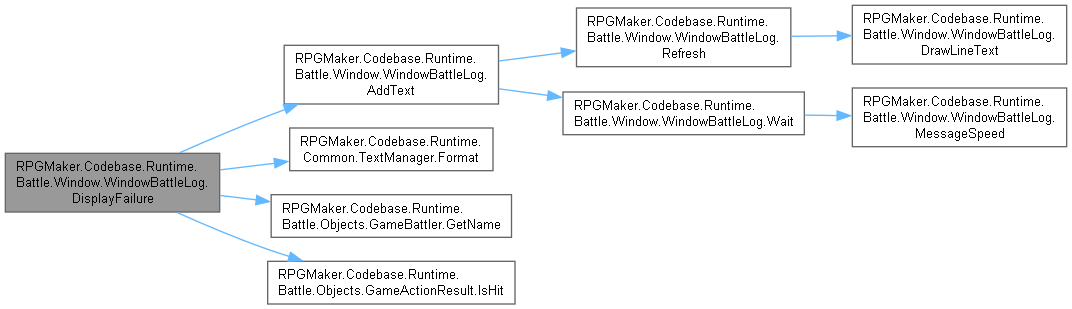 RPGMaker.Codebase.Runtime.
Battle.Window.WindowBattleLog.
DisplayFailure
RPGMaker.Codebase.Runtime.
Battle.Window.WindowBattleLog.
AddText
RPGMaker.Codebase.Runtime.
Battle.Window.WindowBattleLog.
Refresh
RPGMaker.Codebase.Runtime.
Battle.Window.WindowBattleLog.
DrawLineText
RPGMaker.Codebase.Runtime.
Battle.Window.WindowBattleLog.Wait
RPGMaker.Codebase.Runtime.
Battle.Window.WindowBattleLog.
MessageSpeed
RPGMaker.Codebase.Runtime.
Common.TextManager.Format
RPGMaker.Codebase.Runtime.
Battle.Objects.GameBattler.GetName
RPGMaker.Codebase.Runtime.
Battle.Objects.GameActionResult.IsHit